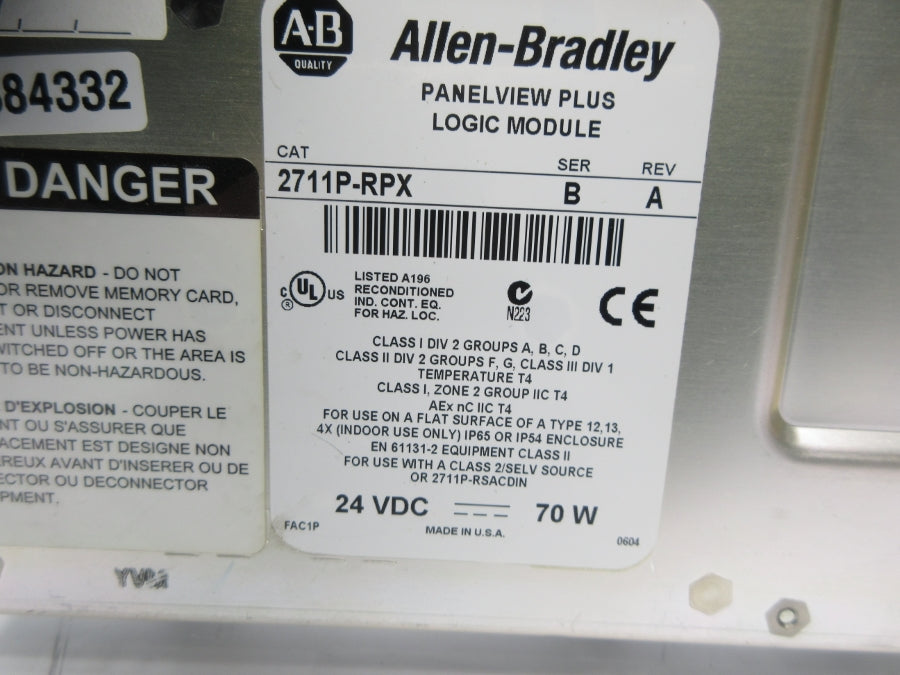 84332
DANGER
ON HAZARD - DO NOT
OR REMOVE MEMORY CARD,
T OR DISCONNECT
ENT UNLESS POWER HAS
WITCHED OFF OR THE AREA IS
TO BE NON-HAZARDOUS.
D'EXPLOSION - COUPER LE
NT OU S'ASSURER QUE
LACEMENT EST DESIGNE NON
EREUX AVANT D'INSERER OU DE
ECTOR OU DECONNECTOR
PMENT.
A-B
QUALITY
Allen-Bradley
PANELVIEW PLUS
LOGIC MODULE
CAT SER REV
2711P-RPX B A
C UL US
®
LISTED A196
RECONDITIONED
IND. CONT. EQ.
FOR HAZ. LOC.
N223
CE
CLASS I DIV 2 GROUPS A, B, C, D
CLASS II DIV 2 GROUPS F, G, CLASS III DIV 1
TEMPERATURE T4
CLASS I, ZONE 2 GROUP IIC T4
AEx nC IIC T4
FOR USE ON A FLAT SURFACE OF A TYPE 12,13,
4X (INDOOR USE ONLY) IP65 OR IP54 ENCLOSURE
EN 61131-2 EQUIPMENT CLASS II
FOR USE WITH A CLASS 2/SELV SOURCE
OR 2711P-RSACDIN
24 VDC 70 W
FAC1P MADE IN U.S.A. 0604